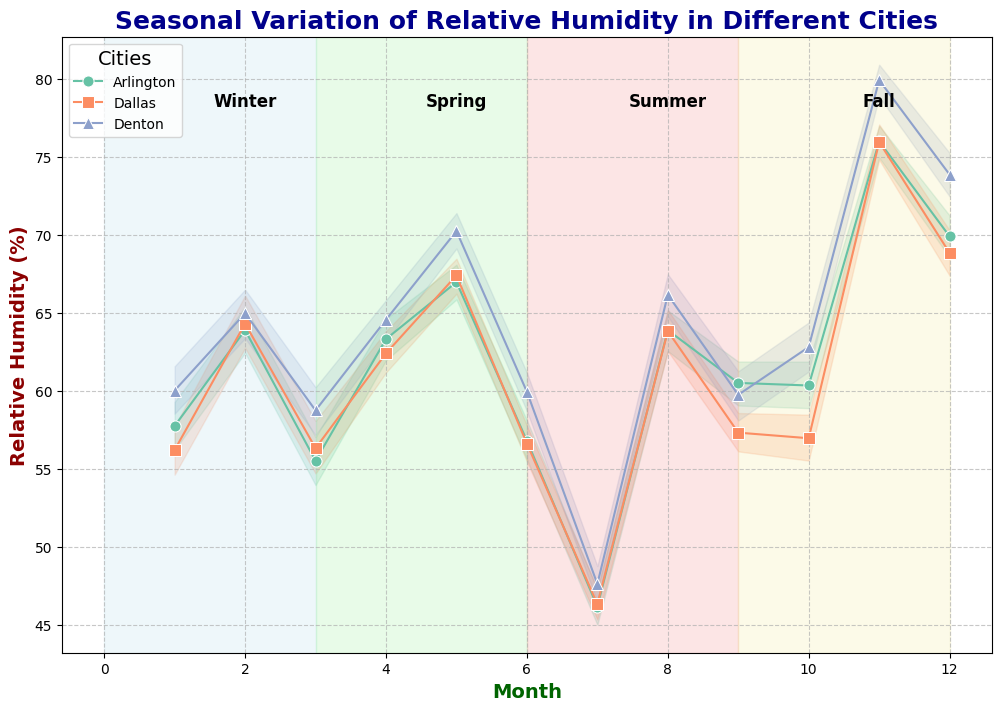 Seasonal Variation of Relative Humidity in Different Cities
Cities
Arlington
Dallas
Denton
Winter
Spring
Summer
Fall
Relative Humidity (%)
80
75
70
65
60
55
50
45
0
2
4
6
8
10
12
Month